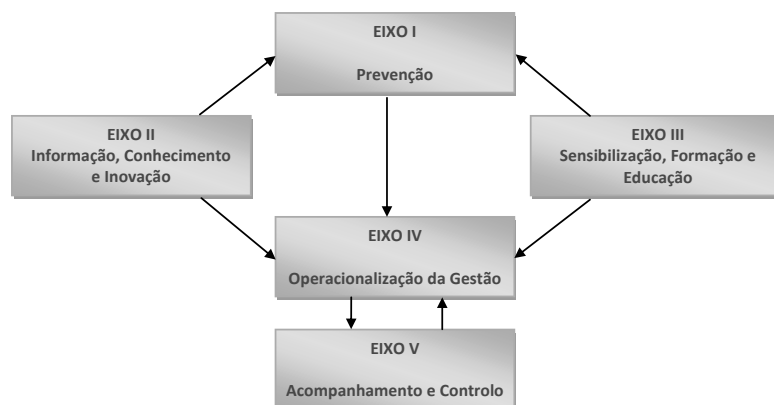 EIXO I
Prevenção
EIXO II
Informação, Conhecimento
e Inovação
EIXO III
Sensibilização, Formação e
Educação
EIXO IV
Operacionalização da Gestão
EIXO V
Acompanhamento e Controlo